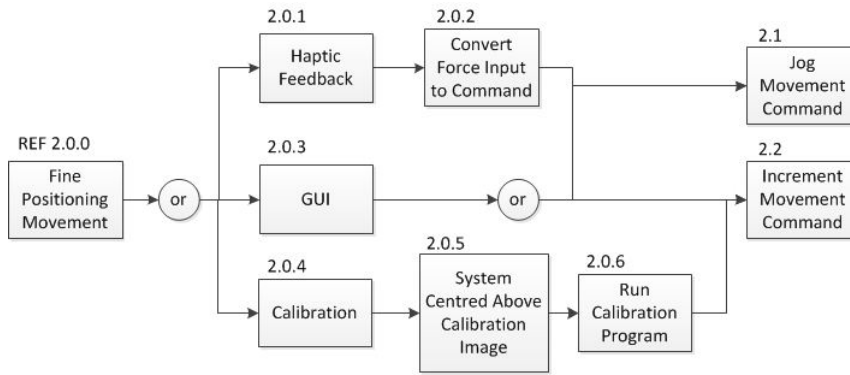 2.0.1
Haptic
Feedback
2.0.2
Convert
Force Input
to Command
2.1
Jog
Movement
Command
REF 2.0.0
Fine
Positioning
Movement
or
2.0.3
GUI
or
2.2
Increment
Movement
Command
2.0.4
Calibration
2.0.5
System
Centred Above
Calibration
Image
2.0.6
Run
Calibration
Program